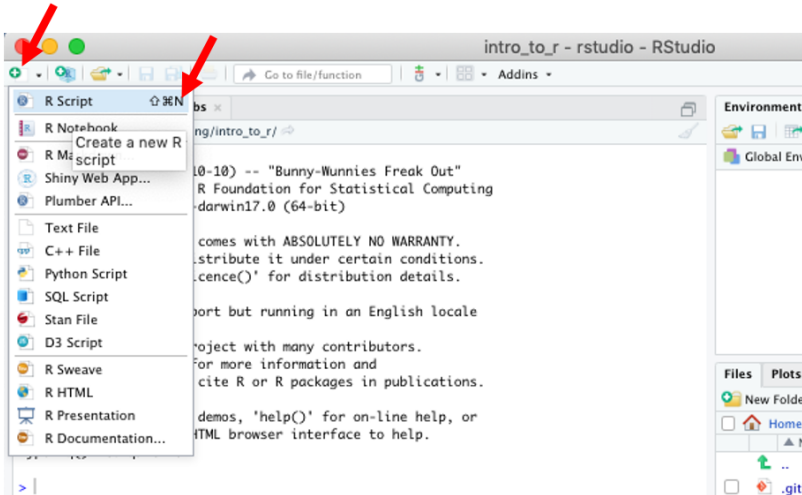 intro_to_r - rstudio - RStudio
Go to file/function
Addins
R Script ⇧⌘N
R Notebook
Create a new R
script
Shiny Web App...
Plumber API...
Text File
C++ File
Python Script
SQL Script
Stan File
D3 Script
R Sweave
R HTML
R Presentation
R Documentation...
bs
ng/intro_to_r/
10-10) -- "Bunny-Wunnies Freak Out"
R Foundation for Statistical Computing
-darwin17.0 (64-bit)
comes with ABSOLUTELY NO WARRANTY.
istribute it under certain conditions.
cence()' for distribution details.
port but running in an English locale
roject with many contributors.
for more information and
cite R or R packages in publications.
demos, 'help()' for on-line help, or
HTML browser interface to help.
>
Environment
Global Env
Files Plots
New Folde
Home
..
.git